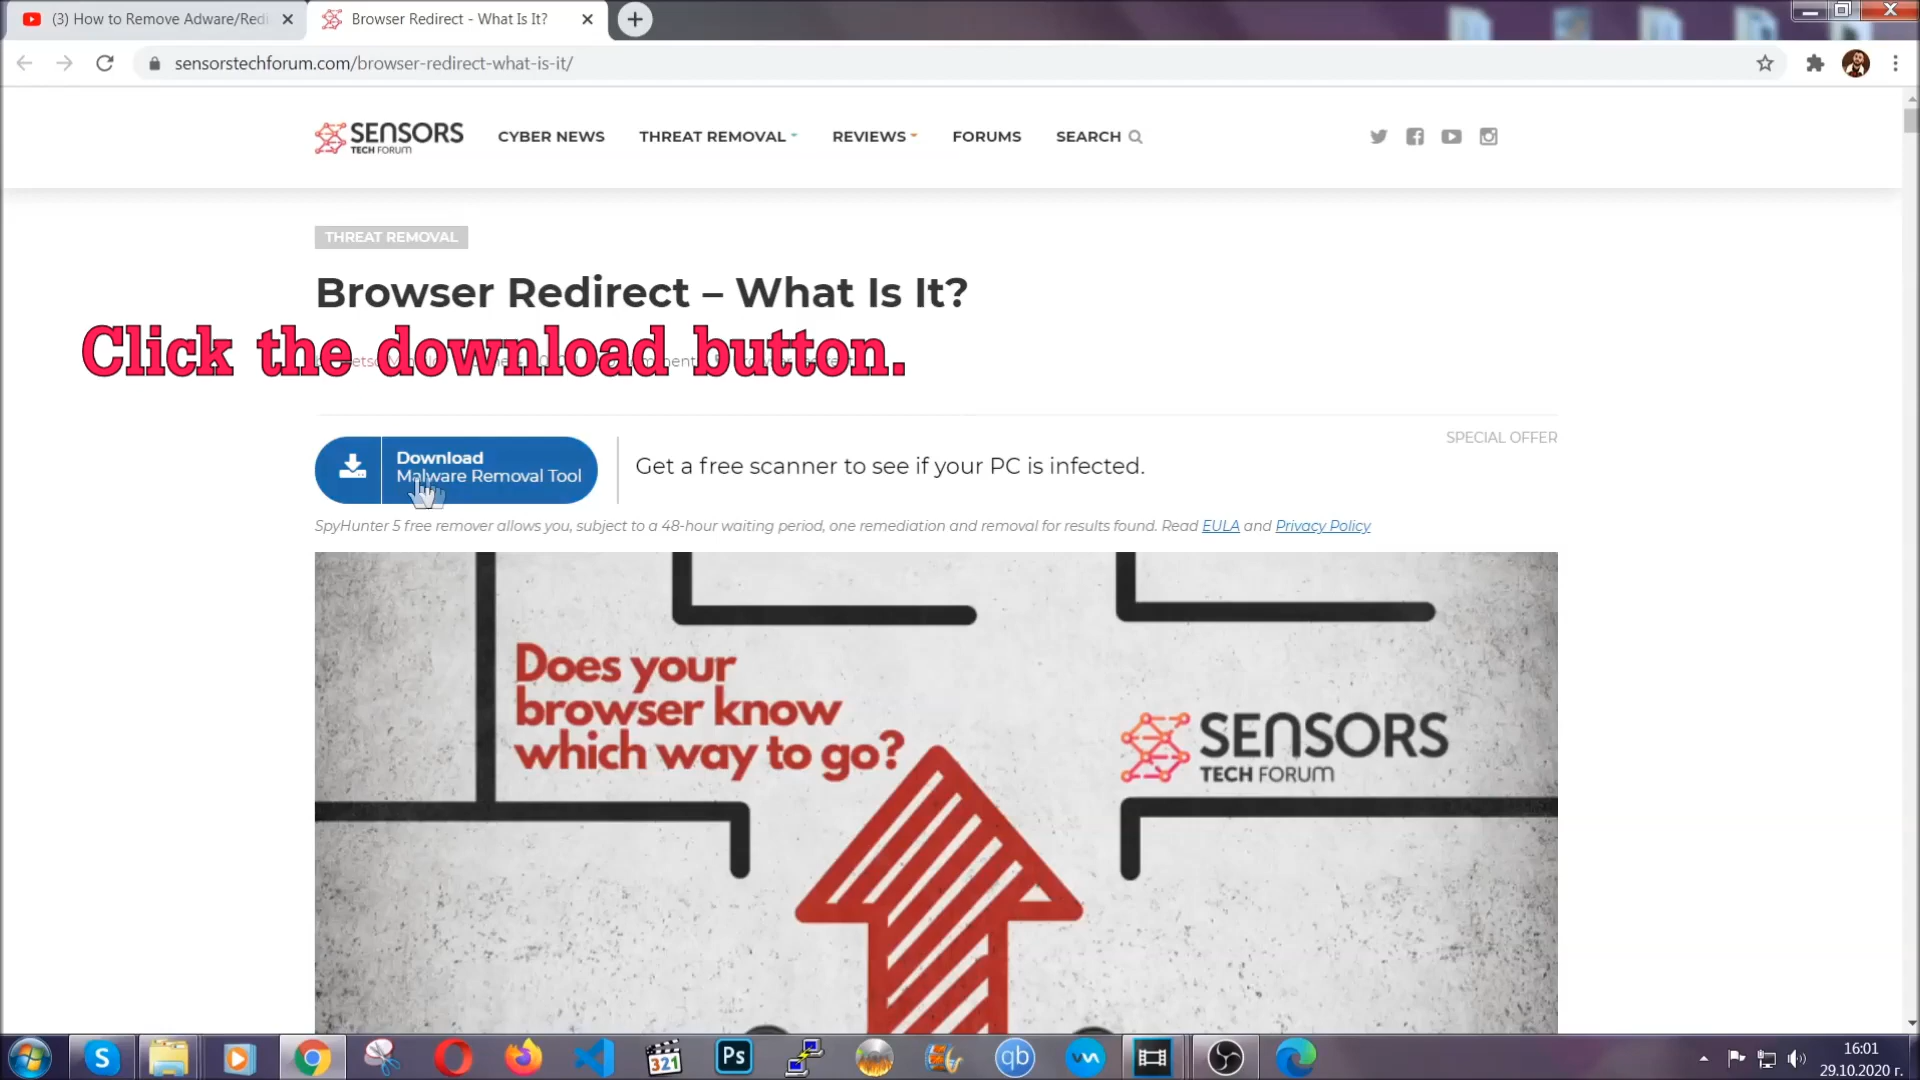 (3) How to Remove Adware/Redi
Browser Redirect - What Is It?
sensorstechforum.com/browser-redirect-what-is-it/
SENSORS
TECH FORUM
CYBER NEWS
THREAT REMOVAL
REVIEWS
FORUMS
SEARCH
THREAT REMOVAL
Browser Redirect – What Is It?
Click the download button.
SPECIAL OFFER
Download
Malware Removal Tool
Get a free scanner to see if your PC is infected.
SpyHunter 5 free remover allows you, subject to a 48-hour waiting period, one remediation and removal for results found. Read EULA and Privacy Policy
Does your
browser know
which way to go?
SENSORS
TECH FORUM
S
321
Ps
qb
16:01
29.10.2020 г.